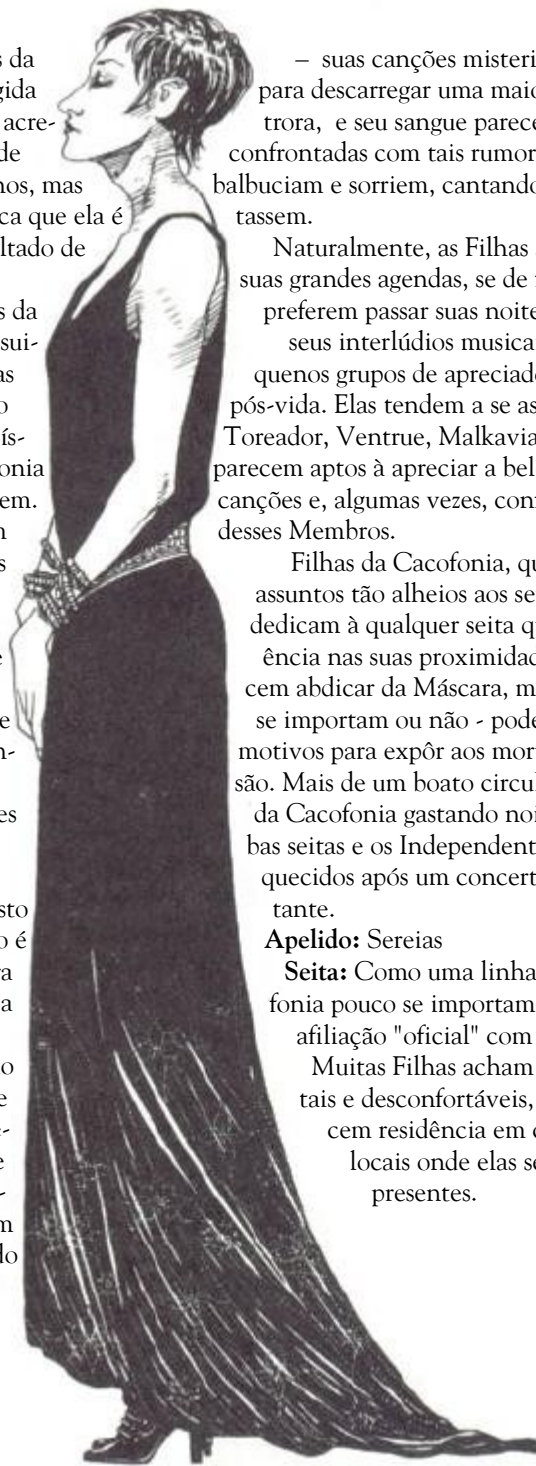 s da
gida
acre-
de
nos, mas
ca que ela é
ltado de
s da
sui-
as
o
ís-
onia
em.
s
e
e
n-
es
sto
o é
ra
a
o
e
e-
e
-
m
do
– suas canções misteri
para descarregar uma maio
trora, e seu sangue parece
confrontadas com tais rumor
balbuciam e sorriem, cantando
tassem.
Naturalmente, as Filhas
suas grandes agendas, se de
preferem passar suas noite
seus interlúdios musica
quenos grupos de apreciado
pós-vida. Elas tendem a se as
Toreador, Ventrue, Malkavia
parecem aptos à apreciar a bel
canções e, algumas vezes, con
desses Membros.
Filhas da Cacofonia, qu
assuntos tão alheios aos se
dedicam à qualquer seita qu
ência nas suas proximidad
cem abdicar da Máscara, m
se importam ou não - pode
motivos para expôr aos mor
são. Mais de um boato circul
da Cacofonia gastando noi
bas seitas e os Independent
quecidos após um concert
tante.
Apelido: Sereias
Seita: Como uma linha
fonia pouco se importam
afiliação "oficial" com
Muitas Filhas acham
tais e desconfortáveis,
cem residência em c
locais onde elas se
presentes.